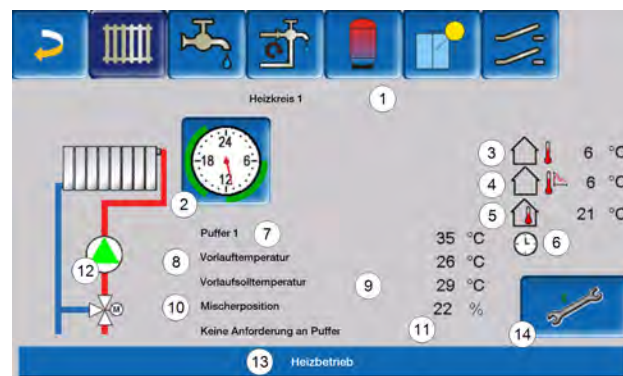 Heizkreis 1
1
24
18
6
12
2
3
6 °C
4
6 °C
5
21 °C
6
Puffer 1
7
35 °C
8
Vorlauftemperatur
26 °C
Vorlaufsolltemperatur
9
29 °C
10
Mischerposition
22 %
Keine Anforderung an Puffer
11
12
M
14
13
Heizbetrieb